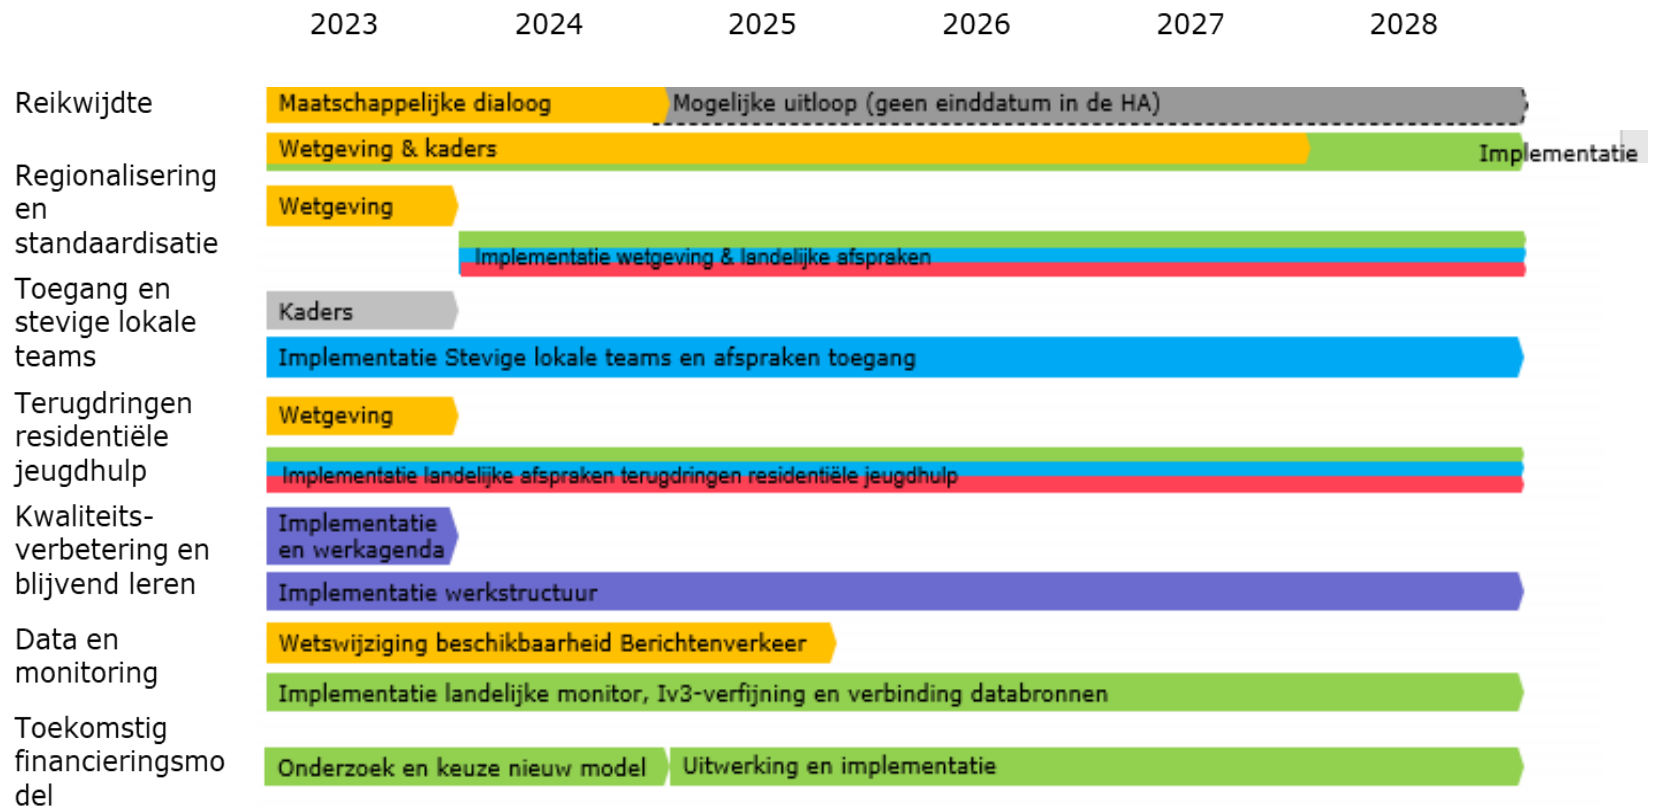 2023 2024 2025 2026 2027 2028
Reikwijdte
Maatschappelijke dialoog
Mogelijke uitloop (geen einddatum in de HA)
Wetgeving & kaders
Implementatie
Regionalisering
en
standaardisatie
Wetgeving
Implementatie wetgeving & landelijke afspraken
Toegang en
stevige lokale
teams
Kaders
Implementatie Stevige lokale teams en afspraken toegang
Terugdringen
residentiële
jeugdhulp
Wetgeving
Implementatie landelijke afspraken terugdringen residentiële jeugdhulp
Kwaliteits-
verbetering en
blijvend leren
Implementatie
en werkagenda
Implementatie werkstructuur
Data en
monitoring
Wetswijziging beschikbaarheid Berichtenverkeer
Implementatie landelijke monitor, Iv3-verfijning en verbinding databronnen
Toekomstig
financieringsmo
del
Onderzoek en keuze nieuw model
Uitwerking en implementatie